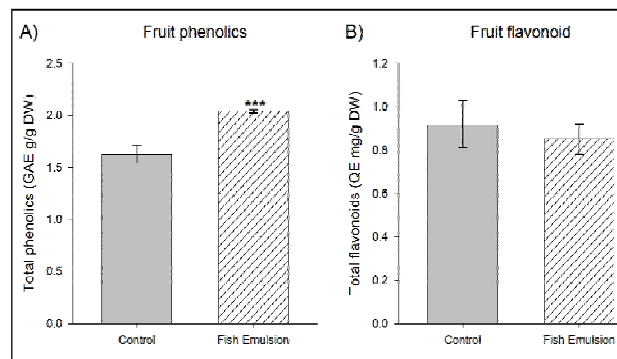 A) Fruit phenolics
Total phenolics (GAE g/g DW)
2.5
2.0
1.5
1.0
0.5
0.0
***
Control Fish Emulsion
B) Fruit flavonoid
Total flavonoids (QE mg/g DW)
1.2
1.0
0.8
0.6
0.4
0.2
0.0
Control Fish Emulsion